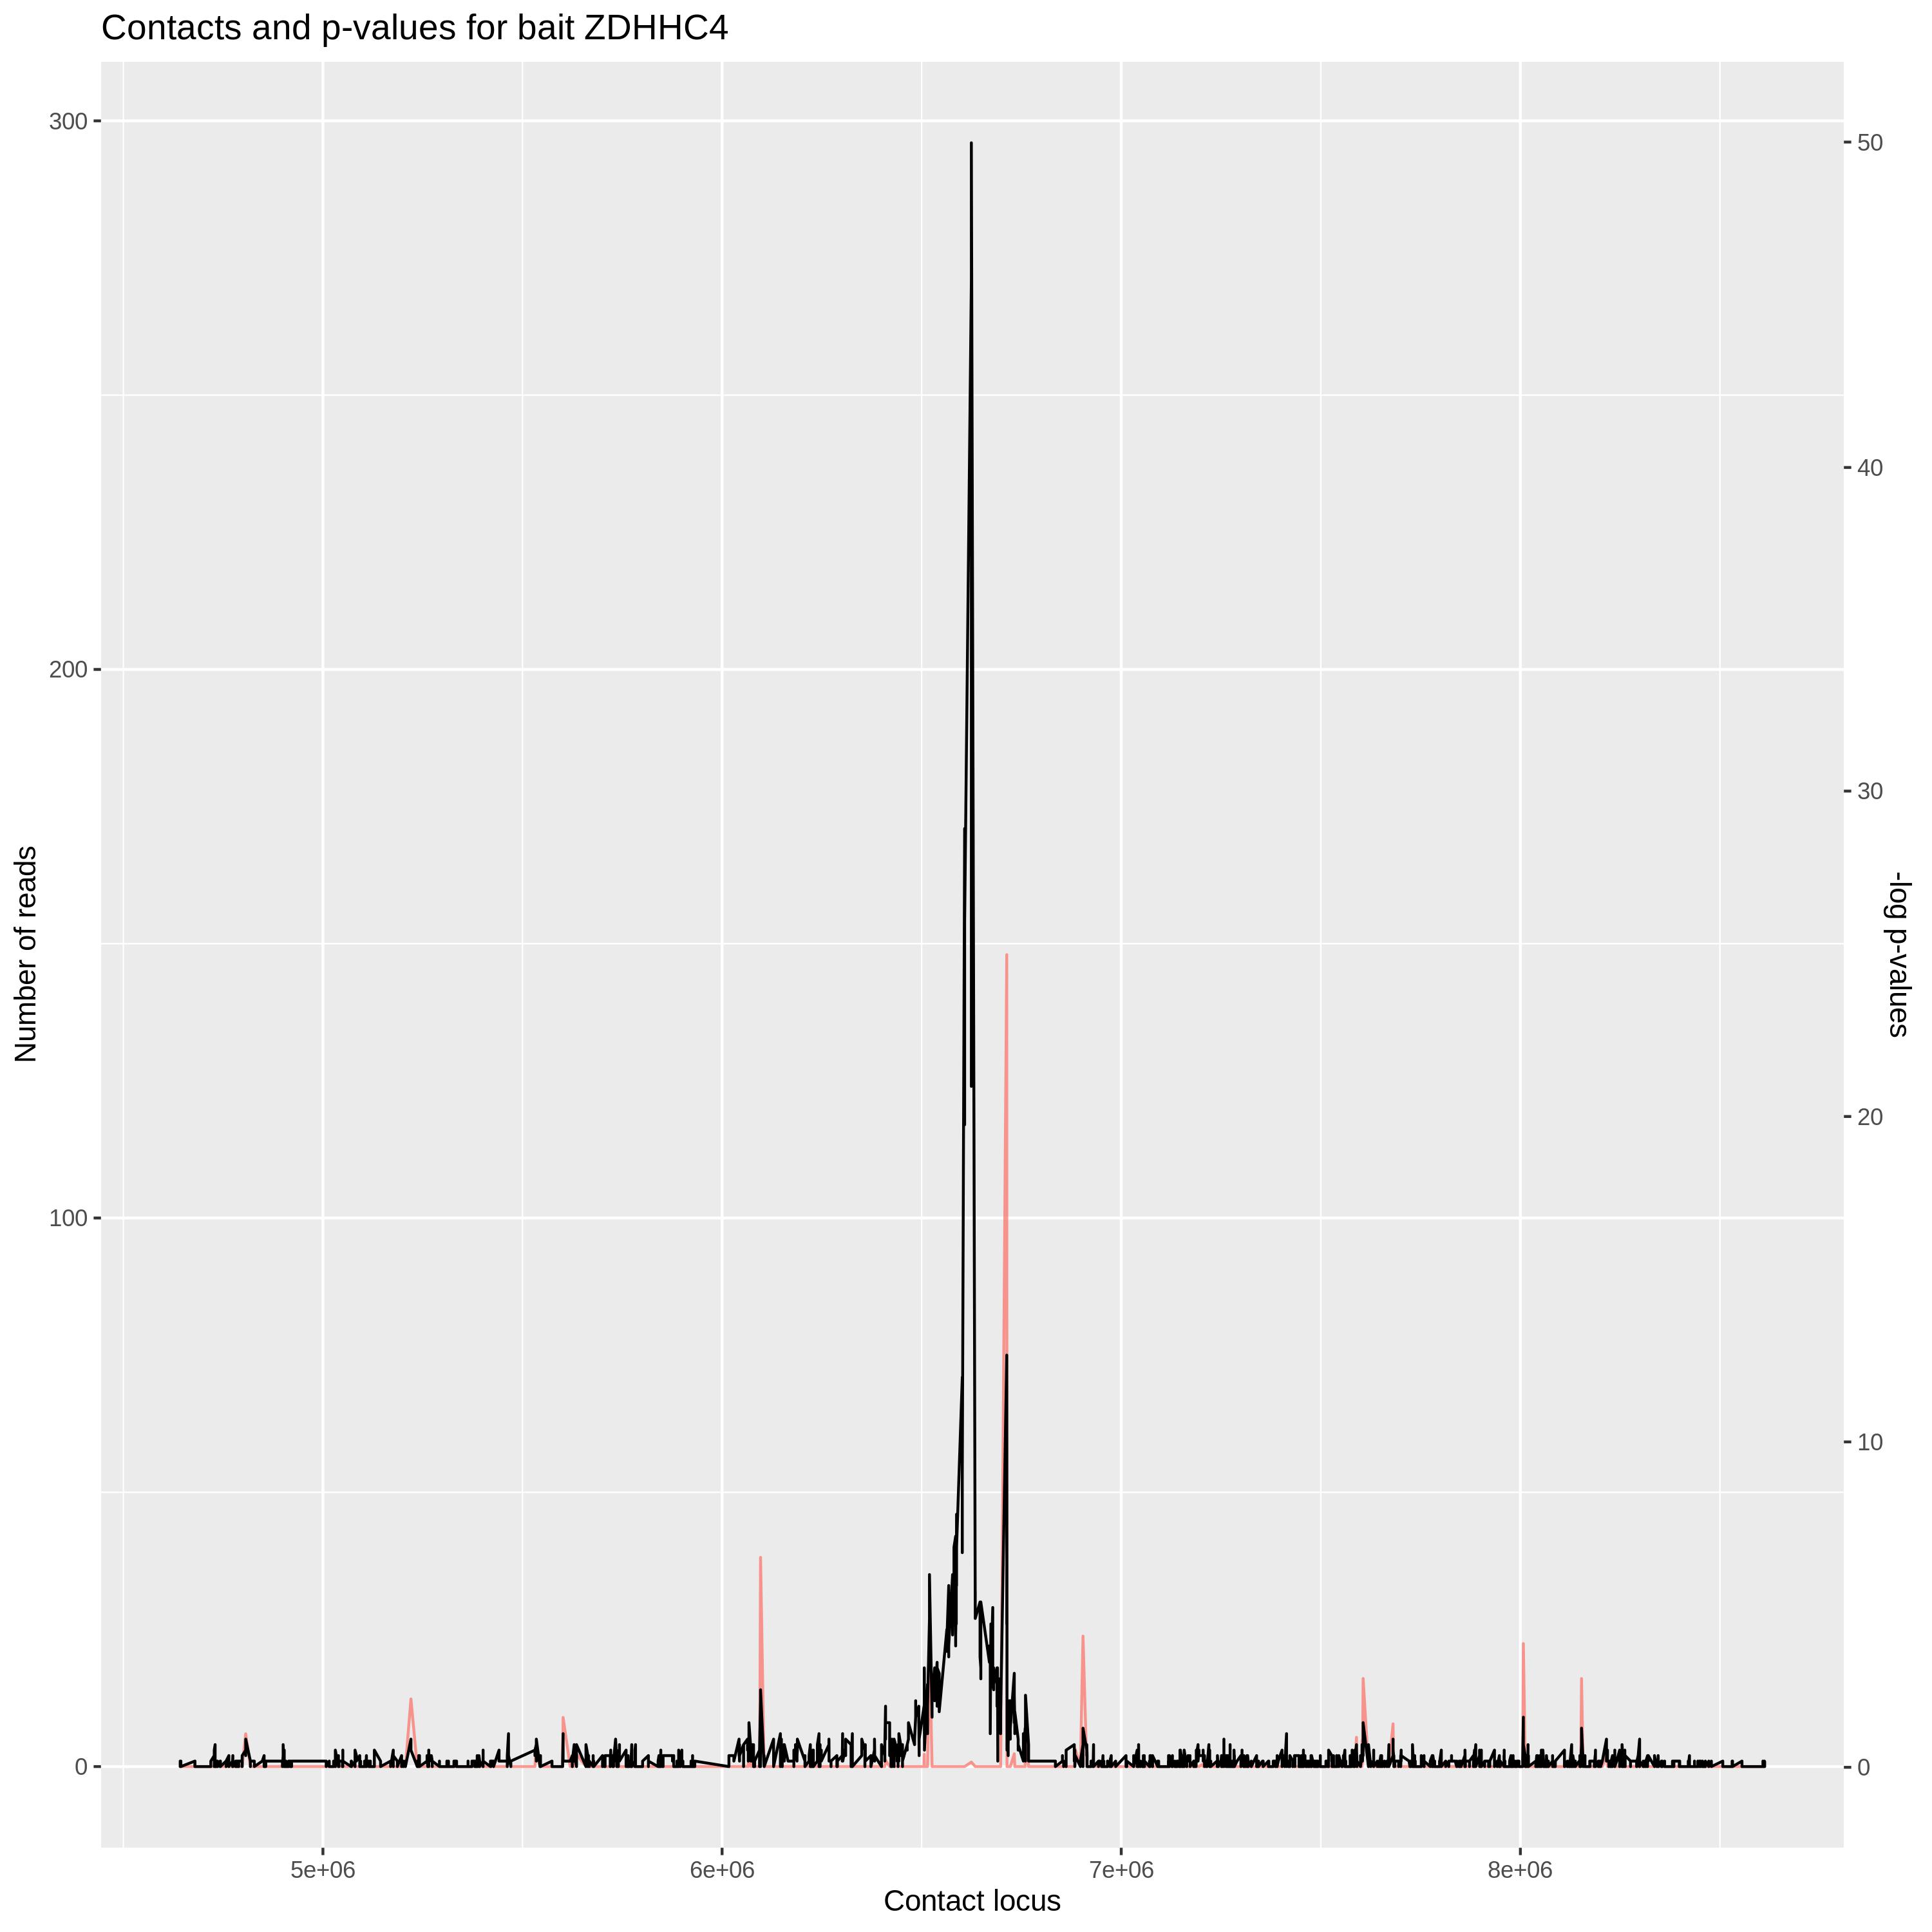 Contacts and p-values for bait ZDHHC4
300
200
100
0
Number of reads
50
40
30
20
10
0
-log p-values
5e+06
6e+06
7e+06
8e+06
Contact locus